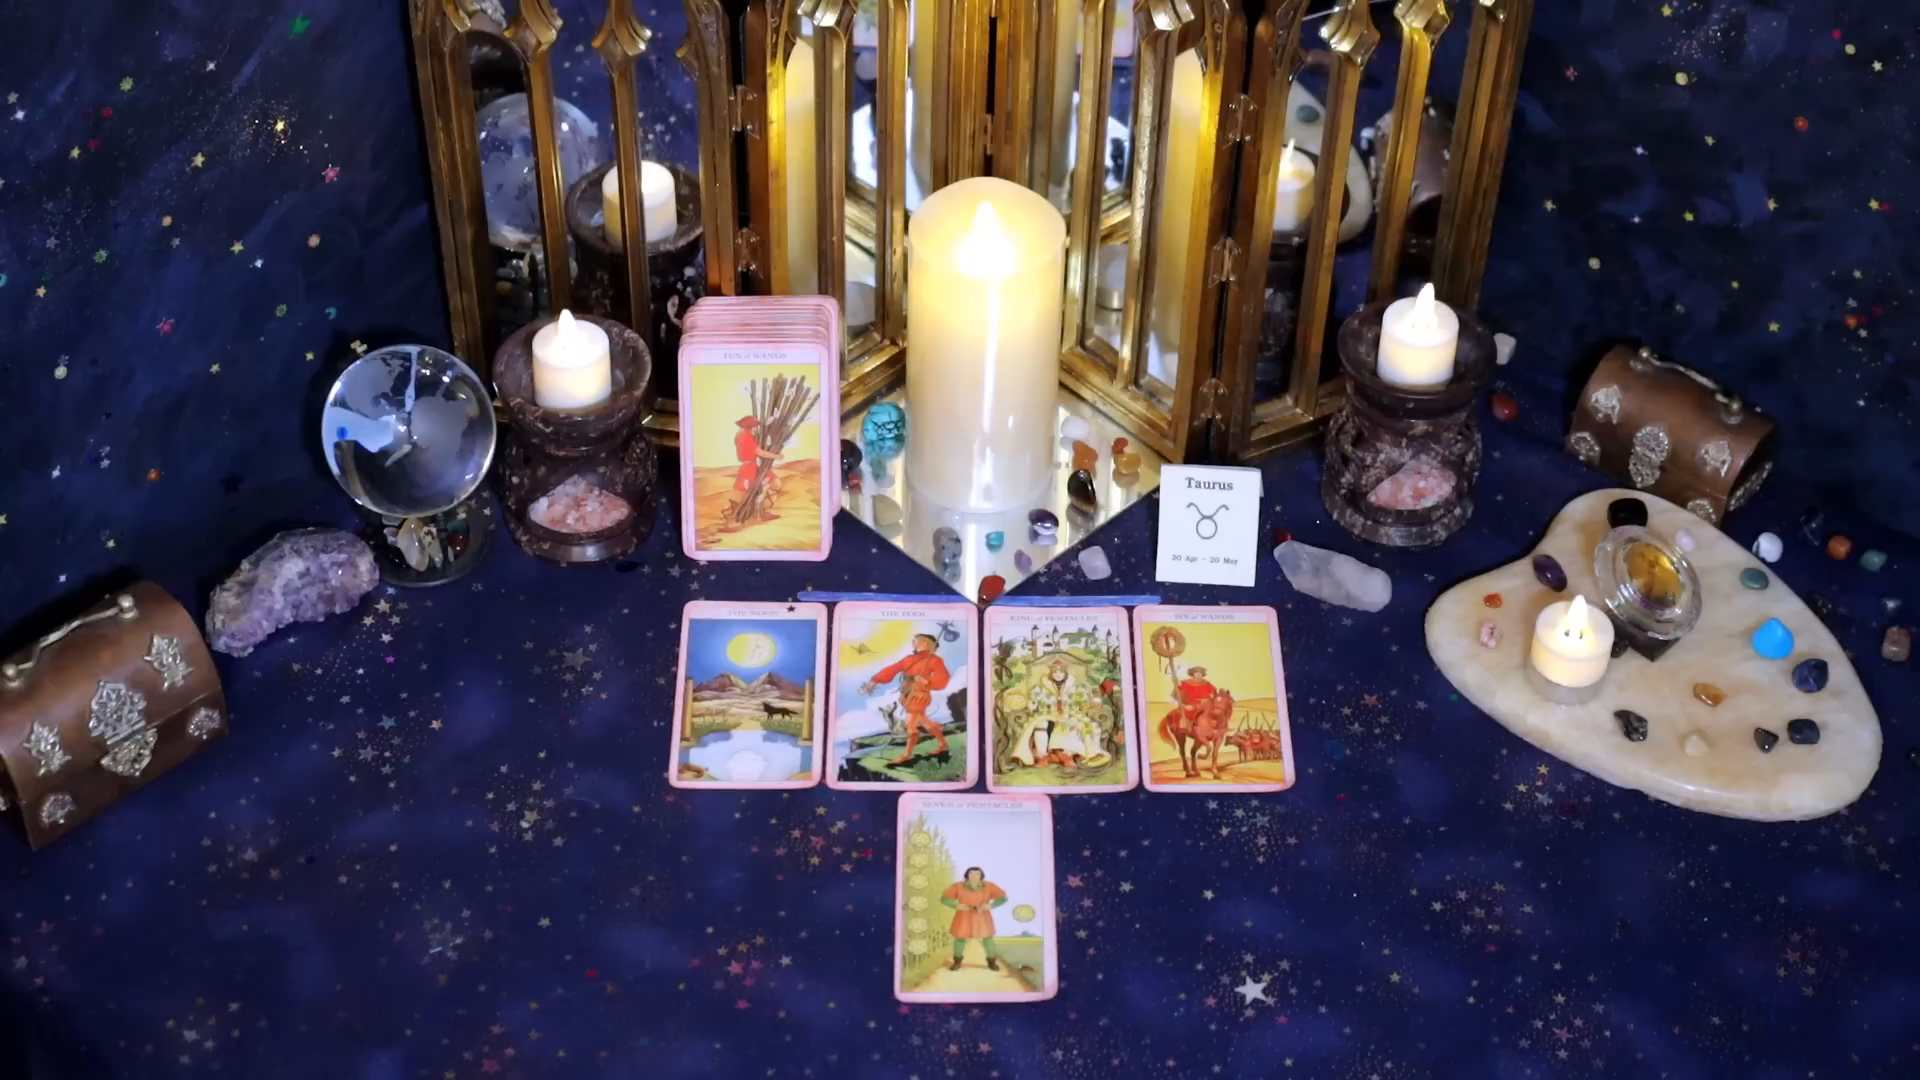 TEN of WANDS
Taurus
20 Apr - 20 May
THE MOON
THE FOOL
KING of PENTACLES
SIX of WANDS
SEVEN of PENTACLES